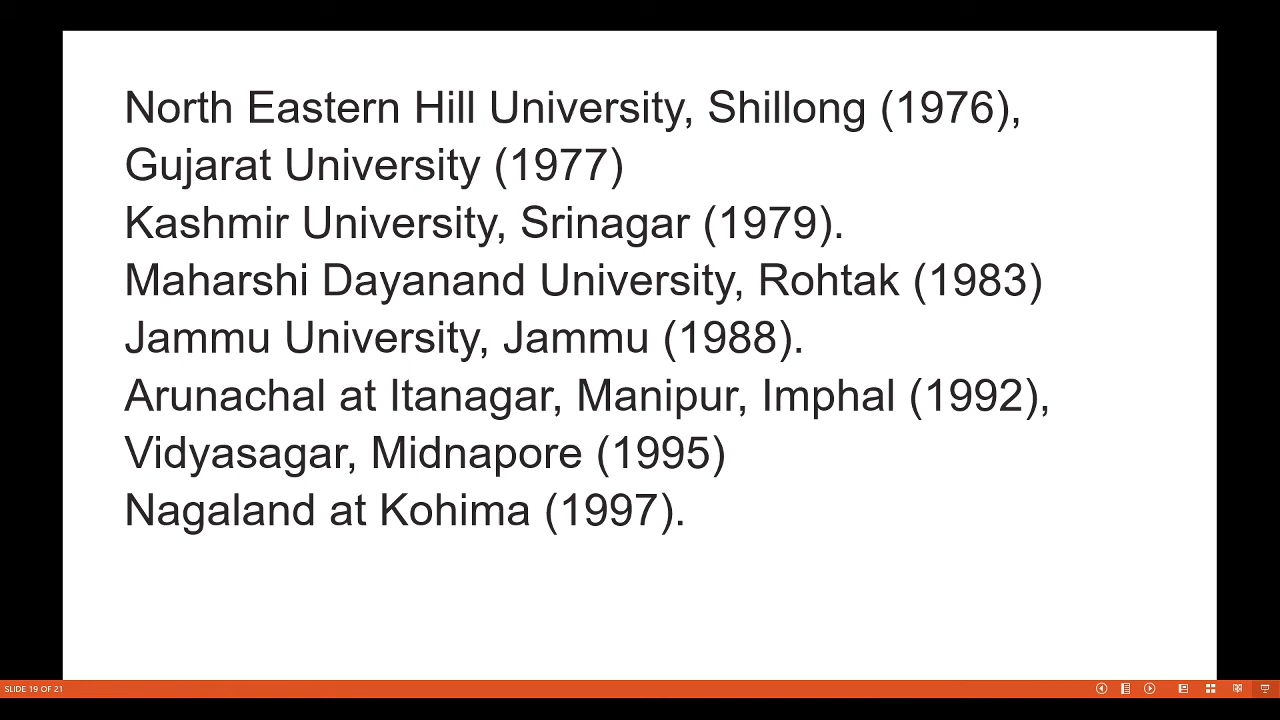 North Eastern Hill University, Shillong (1976),
Gujarat University (1977)
Kashmir University, Srinagar (1979).
Maharshi Dayanand University, Rohtak (1983)
Jammu University, Jammu (1988).
Arunachal at Itanagar, Manipur, Imphal (1992),
Vidyasagar, Midnapore (1995)
Nagaland at Kohima (1997).
SLIDE 19 OF 21